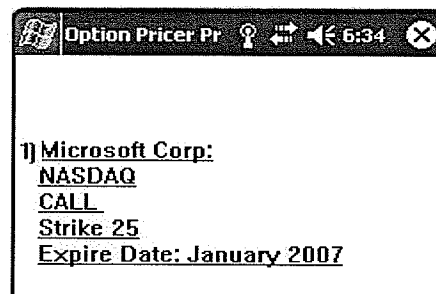 Option Pricer Pr 6:34
1) Microsoft Corp:
NASDAQ
CALL
Strike 25
Expire Date: January 2007